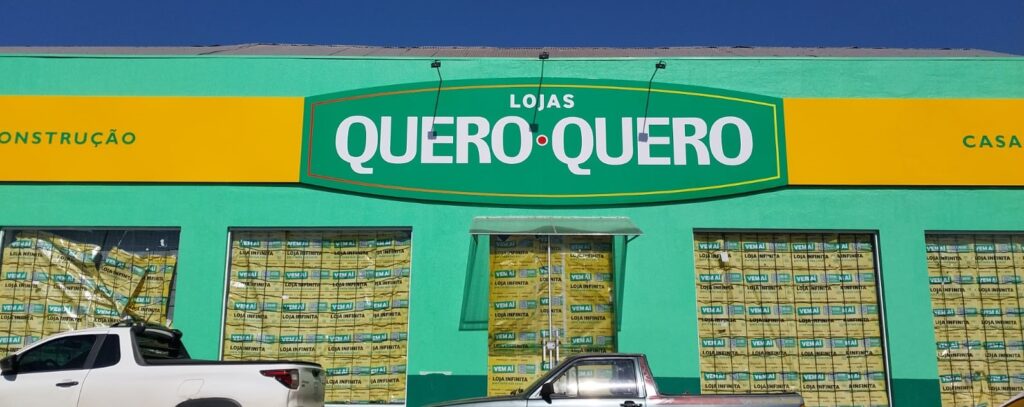 LOJAS
QUERO•QUERO
ONSTRUÇÃO
CASA
VEM AÍ
LOJA INFINITA